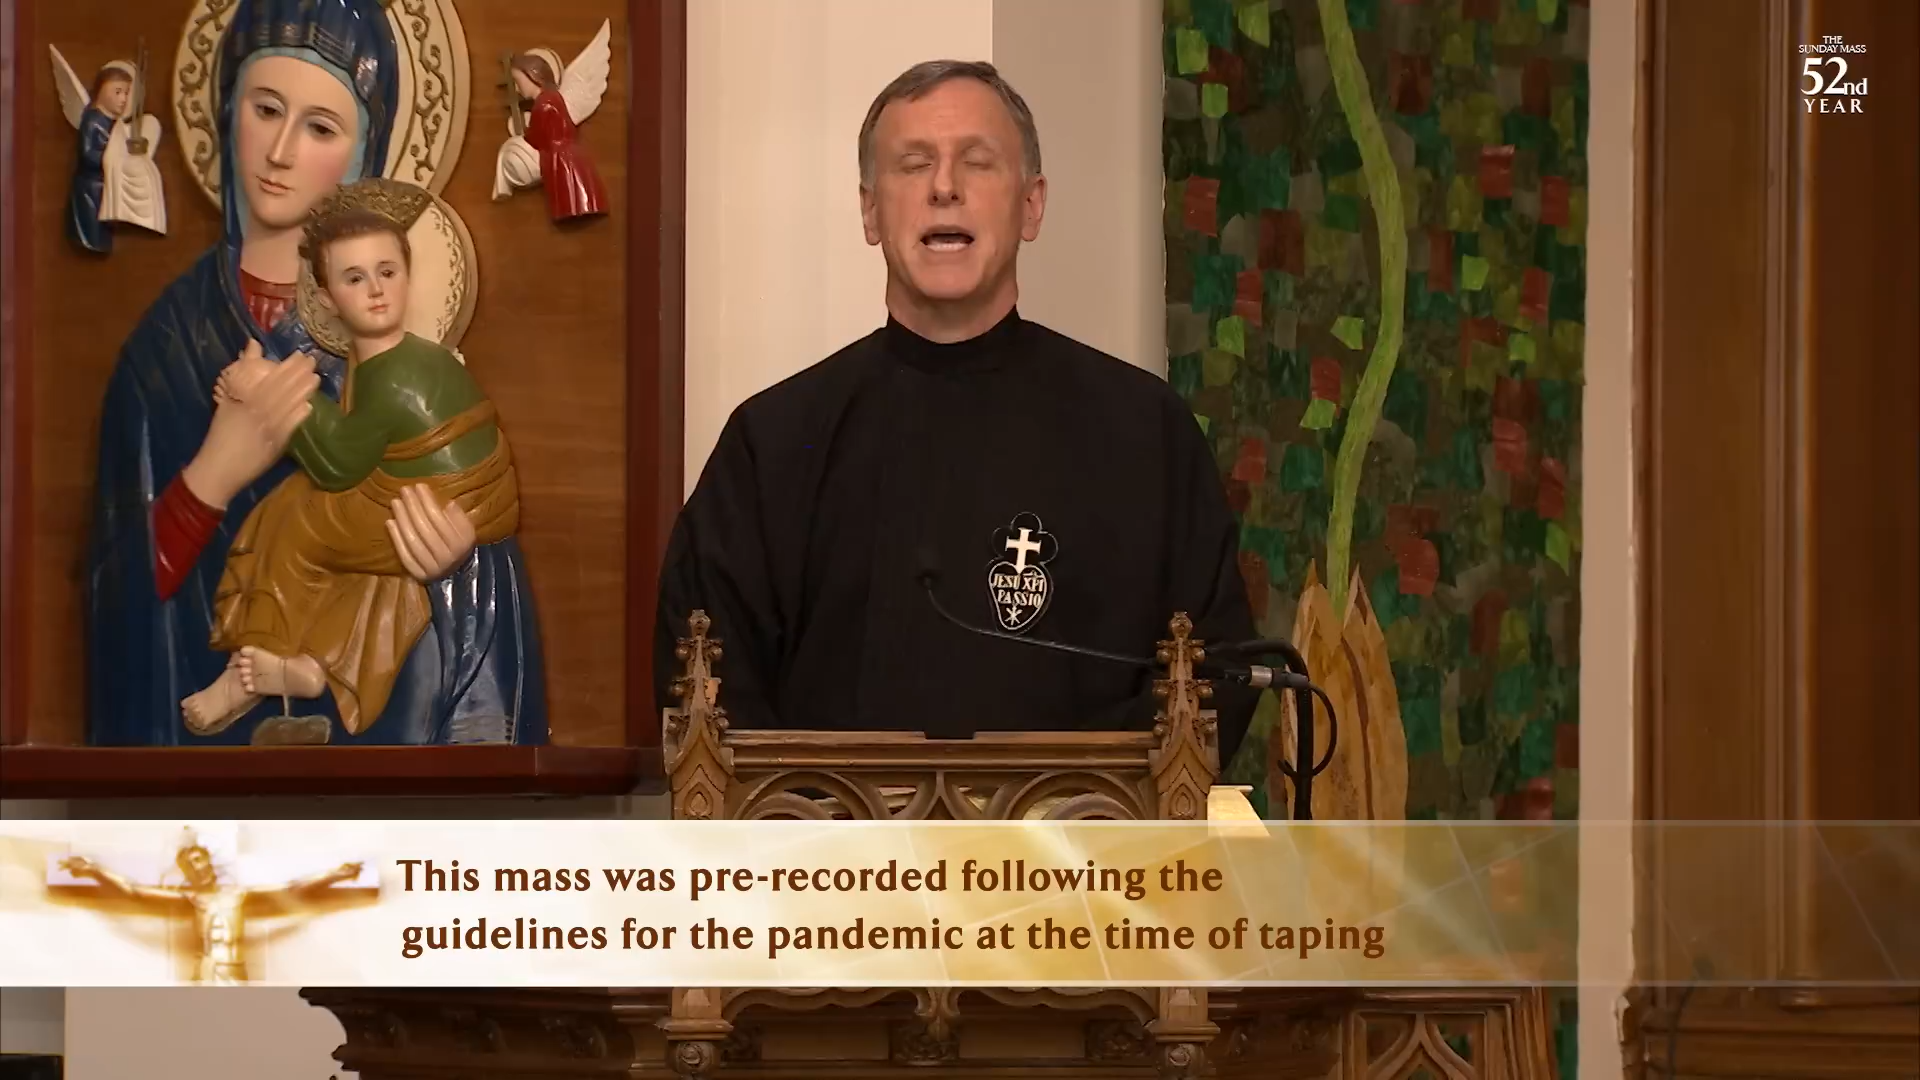 THE
SUNDAY MASS
52nd
YEAR
JESU XPI
PASSIO
This mass was pre-recorded following the
guidelines for the pandemic at the time of taping